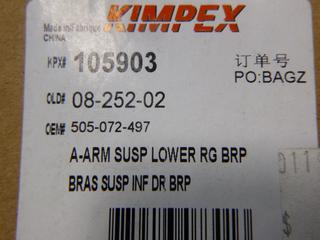 KIMPEX
Made in/Fabriqué
CHINA
KPX# 105903
订单号
PO:BAGZ
OLD# 08-252-02
OEM# 505-072-497
A-ARM SUSP LOWER RG BRP
BRAS SUSP INF DR BRP
011